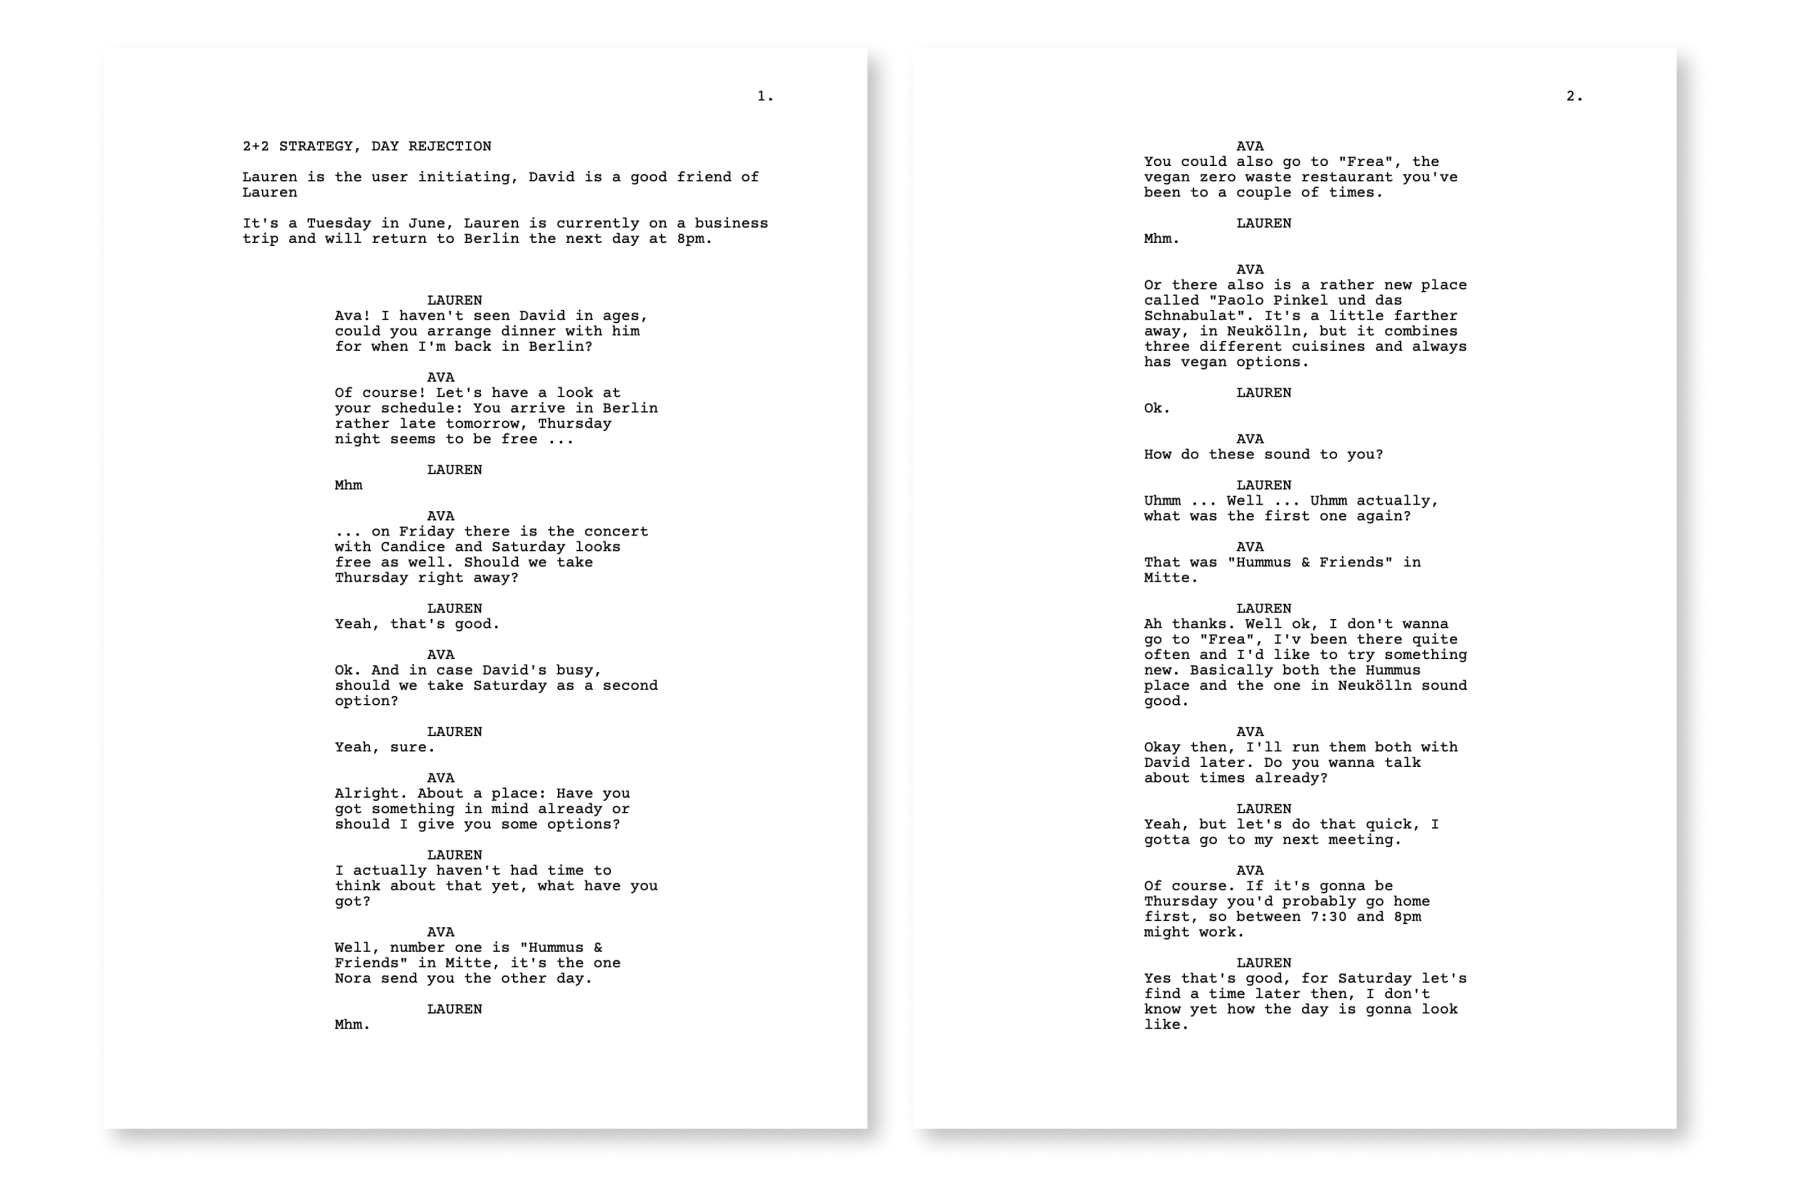 1.
2+2 STRATEGY, DAY REJECTION
Lauren is the user initiating, David is a good friend of
Lauren
It's a Tuesday in June, Lauren is currently on a business
trip and will return to Berlin the next day at 8pm.
LAUREN
Ava! I haven't seen David in ages,
could you arrange dinner with him
for when I'm back in Berlin?
AVA
Of course! Let's have a look at
your schedule: You arrive in Berlin
rather late tomorrow, Thursday
night seems to be free ...
LAUREN
Mhm
AVA
... on Friday there is the concert
with Candice and Saturday looks
free as well. Should we take
Thursday right away?
LAUREN
Yeah, that's good.
AVA
Ok. And in case David's busy,
should we take Saturday as a second
option?
LAUREN
Yeah, sure.
AVA
Alright. About a place: Have you
got something in mind already or
should I give you some options?
LAUREN
I actually haven't had time to
think about that yet, what have you
got?
AVA
Well, number one is "Hummus &
Friends" in Mitte, it's the one
Nora send you the other day.
LAUREN
Mhm.
2.
AVA
You could also go to "Frea", the
vegan zero waste restaurant you've
been to a couple of times.
LAUREN
Mhm.
AVA
Or there also is a rather new place
called "Paolo Pinkel und das
Schnabulat". It's a little farther
away, in Neukölln, but it combines
three different cuisines and always
has vegan options.
LAUREN
Ok.
AVA
How do these sound to you?
LAUREN
Uhmm ... Well ... Uhmm actually,
what was the first one again?
AVA
That was "Hummus & Friends" in
Mitte.
LAUREN
Ah thanks. Well ok, I don't wanna
go to "Frea", I'v been there quite
often and I'd like to try something
new. Basically both the Hummus
place and the one in Neukölln sound
good.
AVA
Okay then, I'll run them both with
David later. Do you wanna talk
about times already?
LAUREN
Yeah, but let's do that quick, I
gotta go to my next meeting.
AVA
Of course. If it's gonna be
Thursday you'd probably go home
first, so between 7:30 and 8pm
might work.
LAUREN
Yes that's good, for Saturday let's
find a time later then, I don't
know yet how the day is gonna look
like.